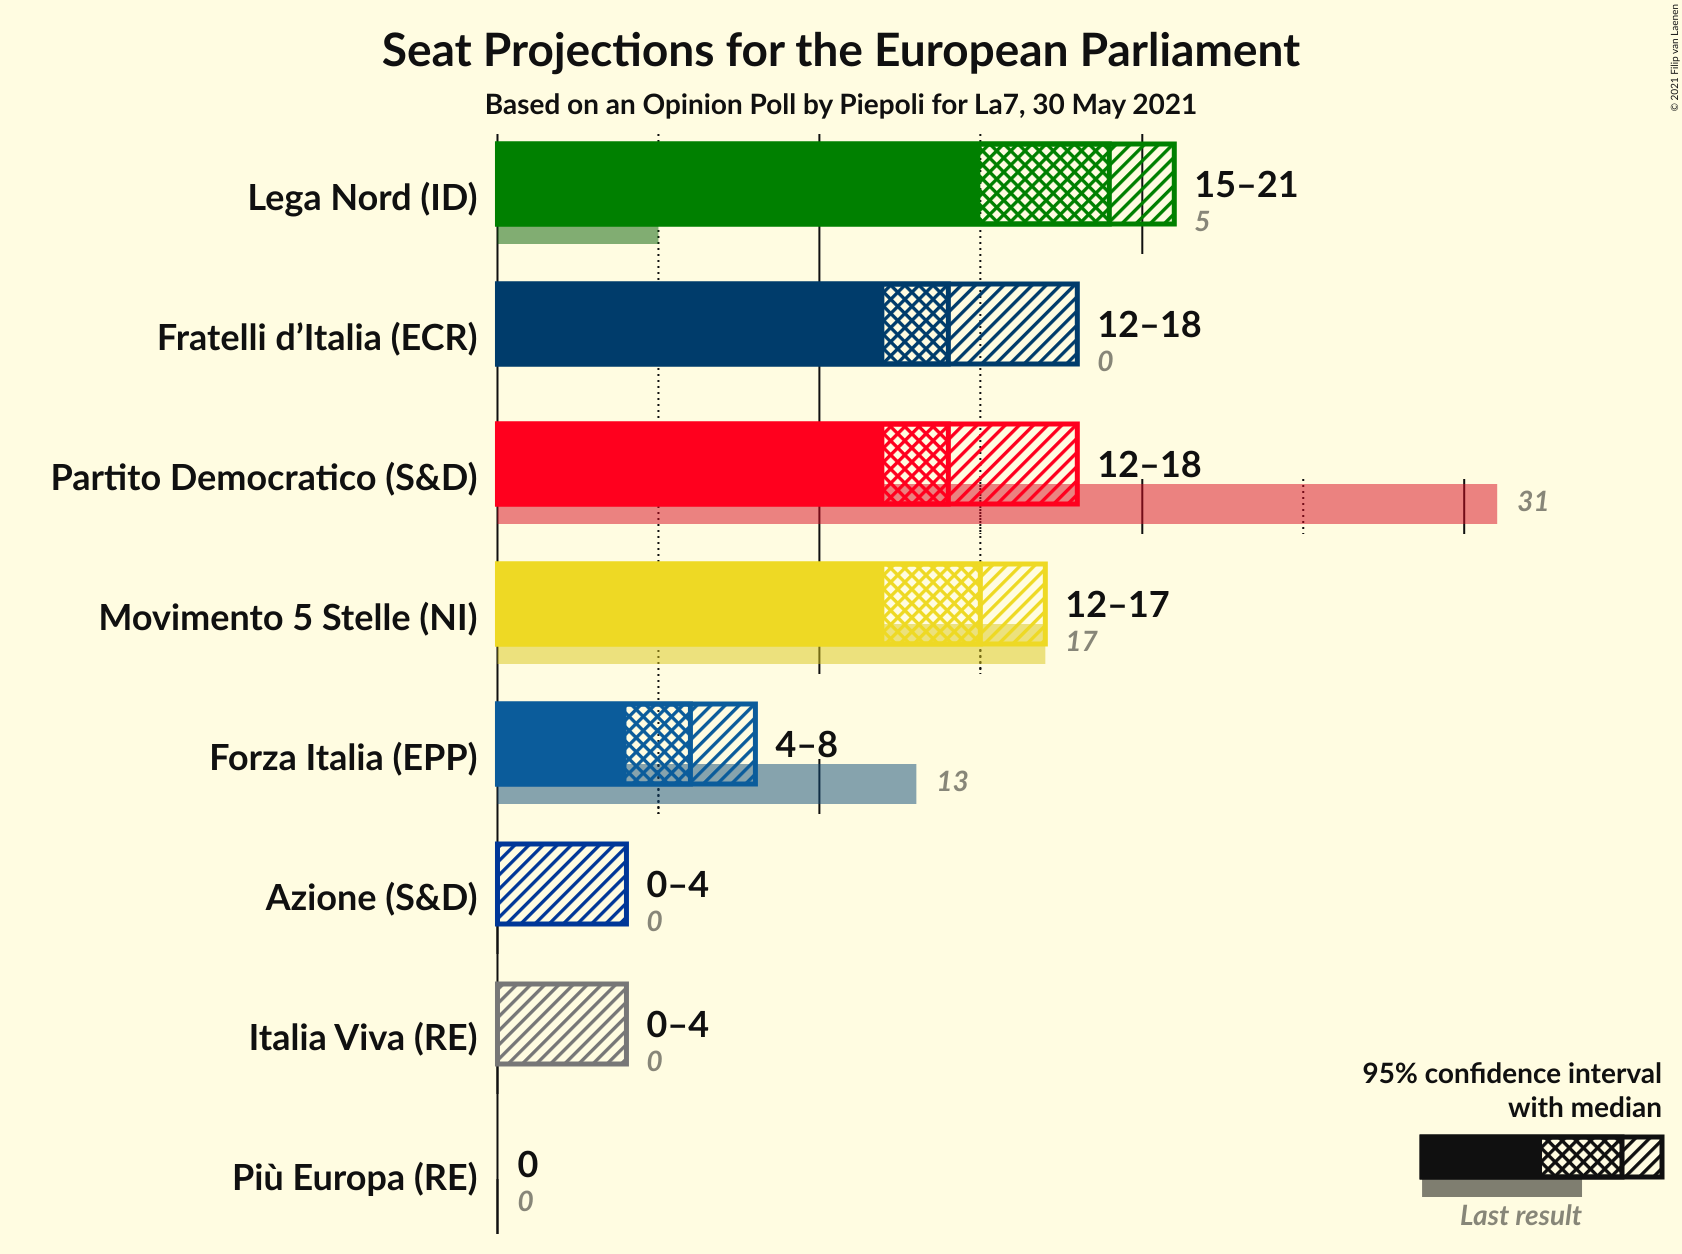 Seat Projections for the European Parliament
Based on an Opinion Poll by Piepoli for La7, 30 May 2021
© 2021 Filip van Laenen
Lega Nord (ID)
15–21
5
Fratelli d’Italia (ECR)
12–18
0
Partito Democratico (S&D)
12–18
31
Movimento 5 Stelle (NI)
12–17
17
Forza Italia (EPP)
4–8
13
Azione (S&D)
0–4
0
Italia Viva (RE)
0–4
0
Più Europa (RE)
0
0
95% confidence interval
with median
Last result